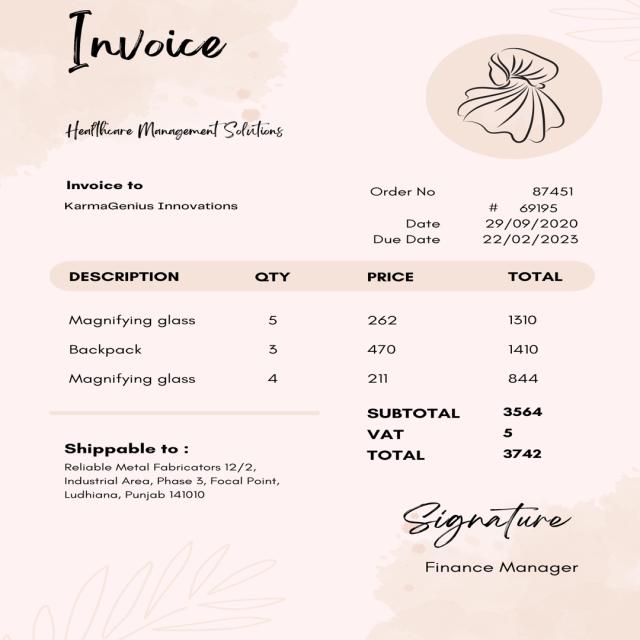 Invoice
Healthcare Management Solutions
Invoice to
KarmaGenius Innovations
Order No 87451
# 69195
Date 29/09/2020
Due Date 22/02/2023
DESCRIPTION QTY PRICE TOTAL
Magnifying glass 5 262 1310
Backpack 3 470 1410
Magnifying glass 4 211 844
SUBTOTAL 3564
VAT 5
TOTAL 3742
Shippable to :
Reliable Metal Fabricators 12/2,
Industrial Area, Phase 3, Focal Point,
Ludhiana, Punjab 141010
Signature
Finance Manager